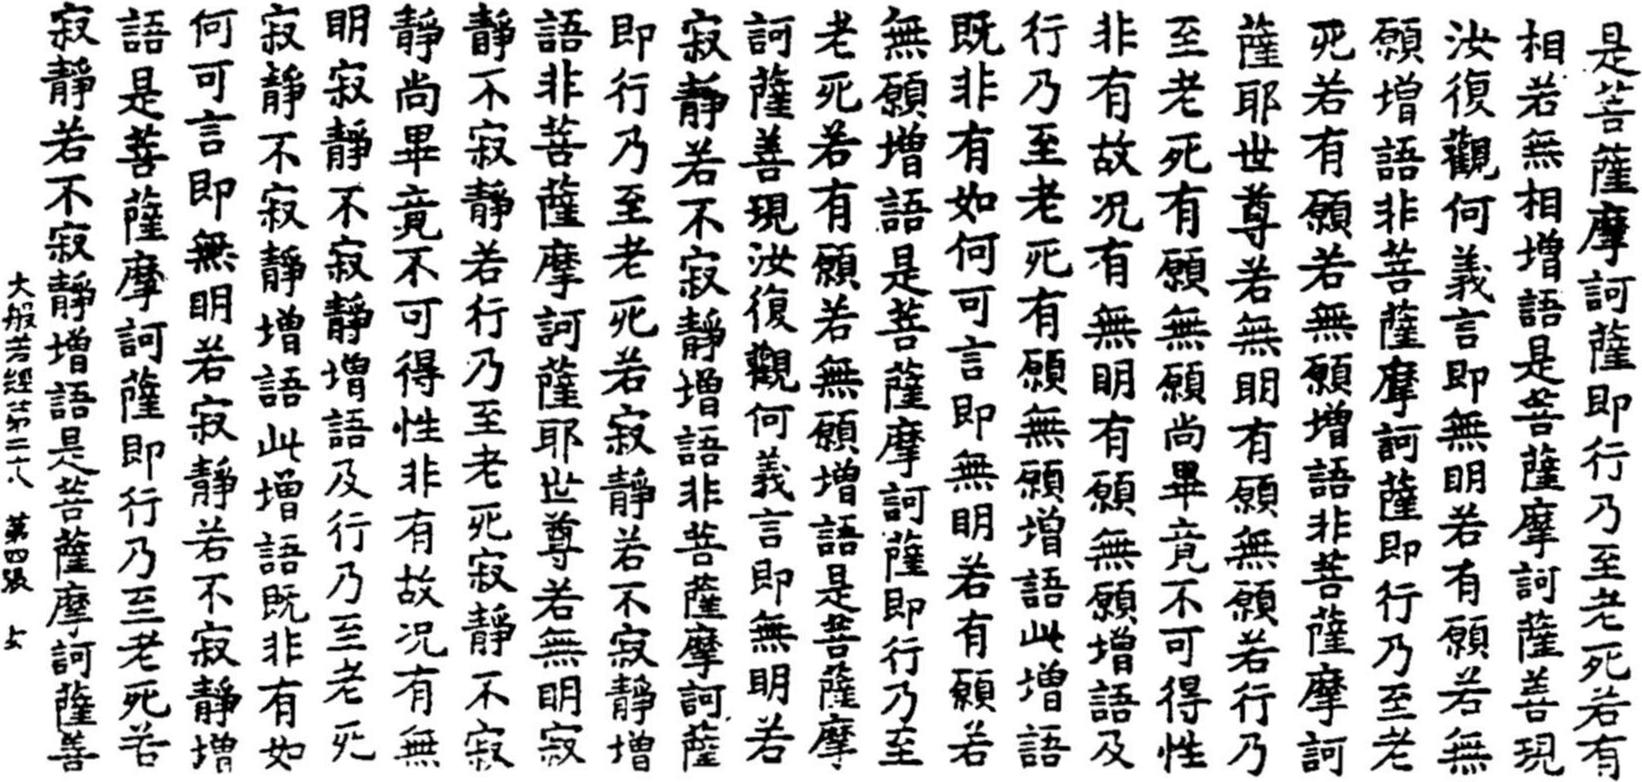 是菩薩摩訶薩即行乃至老死若有
相若無相增語是菩薩摩訶薩善現
汝復觀何義言即無明若有願若無
願增語非菩薩摩訶薩即行乃至老
死若有願若無願增語非菩薩摩訶
薩耶世尊若無明有願無願若行乃
至老死有願無願尚畢竟不可得性
非有故况有無明有願無願增語及
行乃至老死有願無願增語此增語
既非有如何可言即無明若有願若
無願增語是菩薩摩訶薩即行乃至
老死若有願若無願增語是菩薩摩
訶薩善現汝復觀何義言即無明若
寂靜若不寂靜增語非菩薩摩訶薩
即行乃至老死若寂靜若不寂靜增
語非菩薩摩訶薩耶世尊若無明寂
靜不寂靜若行乃至老死寂靜不寂
靜尚畢竟不可得性非有故况有無
明寂靜不寂靜增語及行乃至老死
寂靜不寂靜增語此增語既非有如
何可言即無明若寂靜若不寂靜增
語是菩薩摩訶薩即行乃至老死若
寂靜若不寂靜增語是菩薩摩訶薩善
大般若經第二十八 第四張